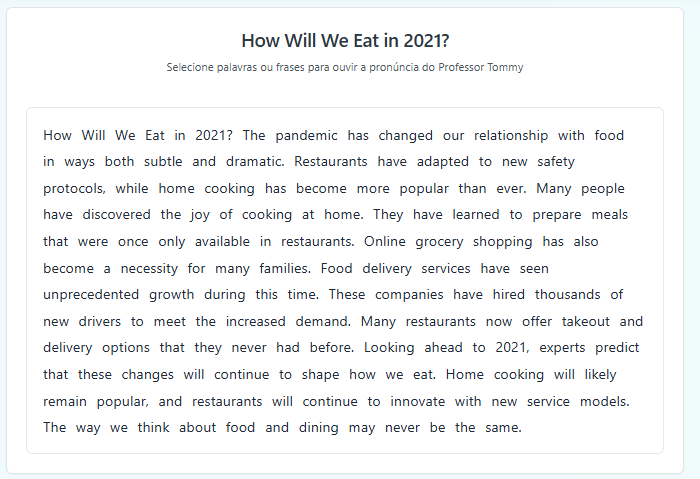 How Will We Eat in 2021?
Selecione palavras ou frases para ouvir a pronúncia do Professor Tommy
How Will We Eat in 2021? The pandemic has changed our relationship with food
in ways both subtle and dramatic. Restaurants have adapted to new safety
protocols, while home cooking has become more popular than ever. Many people
have discovered the joy of cooking at home. They have learned to prepare meals
that were once only available in restaurants. Online grocery shopping has also
become a necessity for many families. Food delivery services have seen
unprecedented growth during this time. These companies have hired thousands of
new drivers to meet the increased demand. Many restaurants now offer takeout and
delivery options that they never had before. Looking ahead to 2021, experts predict
that these changes will continue to shape how we eat. Home cooking will likely
remain popular, and restaurants will continue to innovate with new service models.
The way we think about food and dining may never be the same.